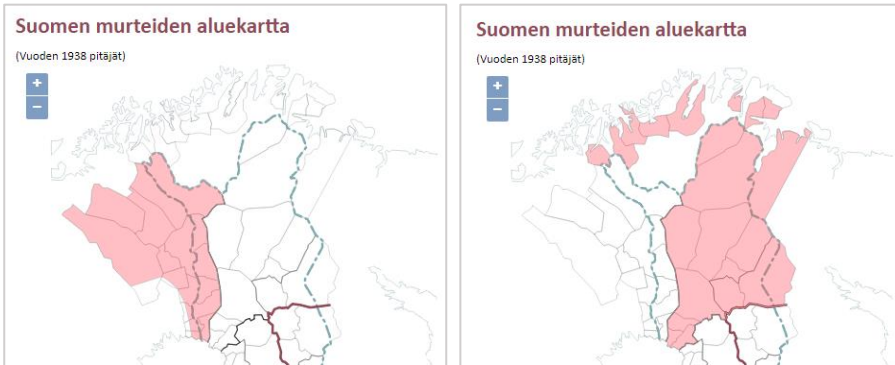 Suomen murteiden aluekartta
(Vuoden 1938 pitäjät)
+
−
Suomen murteiden aluekartta
(Vuoden 1938 pitäjät)
+
−